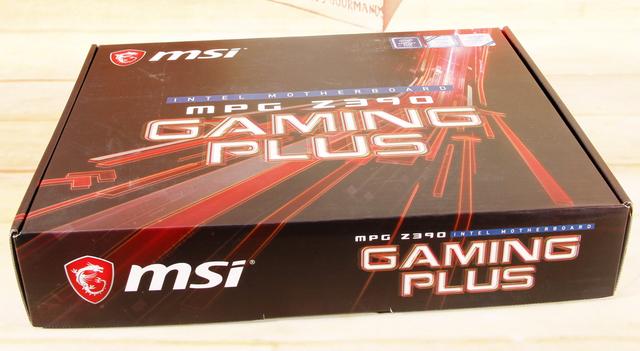 msi
INTEL MOTHERBOARD
MPG Z390
GAMING
PLUS
MPG Z390 INTEL MOTHERBOARD
GAMING
PLUS
msi